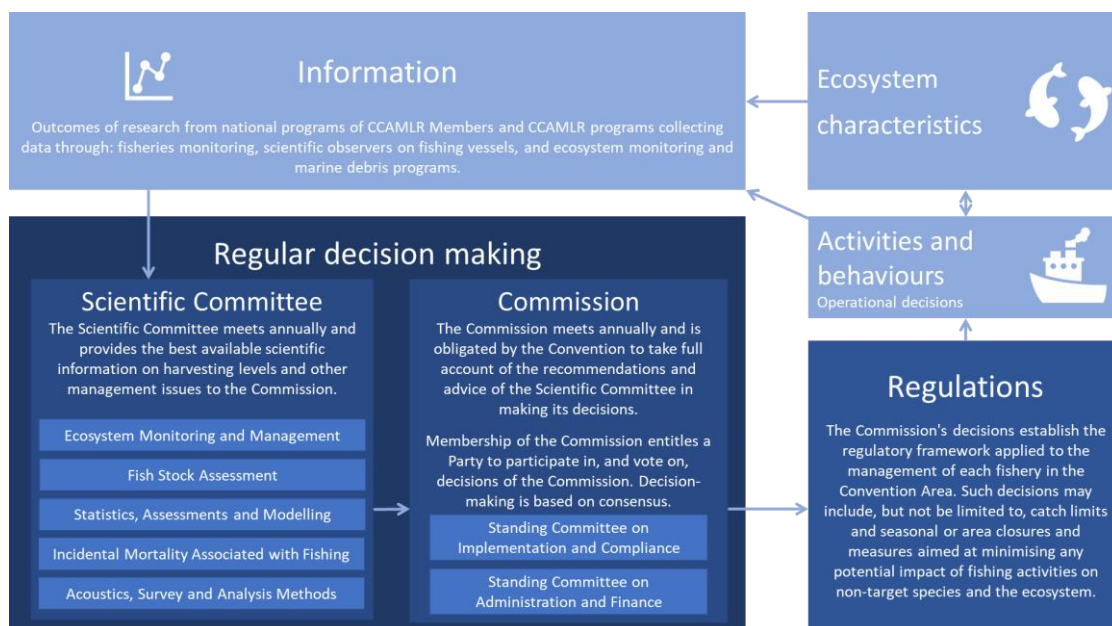 Information
Outcomes of research from national programs of CCAMLR Members and CCAMLR programs collecting
data through: fisheries monitoring, scientific observers on fishing vessels, and ecosystem monitoring and
marine debris programs.
Ecosystem
characteristics
Activities and
behaviours
Operational decisions
Regular decision making
Scientific Committee
The Scientific Committee meets annually and
provides the best available scientific
information on harvesting levels and other
management issues to the Commission.
Ecosystem Monitoring and Management
Fish Stock Assessment
Statistics, Assessments and Modelling
Incidental Mortality Associated with Fishing
Acoustics, Survey and Analysis Methods
Commission
The Commission meets annually and is
obligated by the Convention to take full
account of the recommendations and
advice of the Scientific Committee in
making its decisions.
Membership of the Commission entitles a
Party to participate in, and vote on,
decisions of the Commission. Decision-
making is based on consensus.
Standing Committee on
Implementation and Compliance
Standing Committee on
Administration and Finance
Regulations
The Commission's decisions establish the
regulatory framework applied to the
management of each fishery in the
Convention Area. Such decisions may
include, but not be limited to, catch limits
and seasonal or area closures and
measures aimed at minimising any
potential impact of fishing activities on
non-target species and the ecosystem.